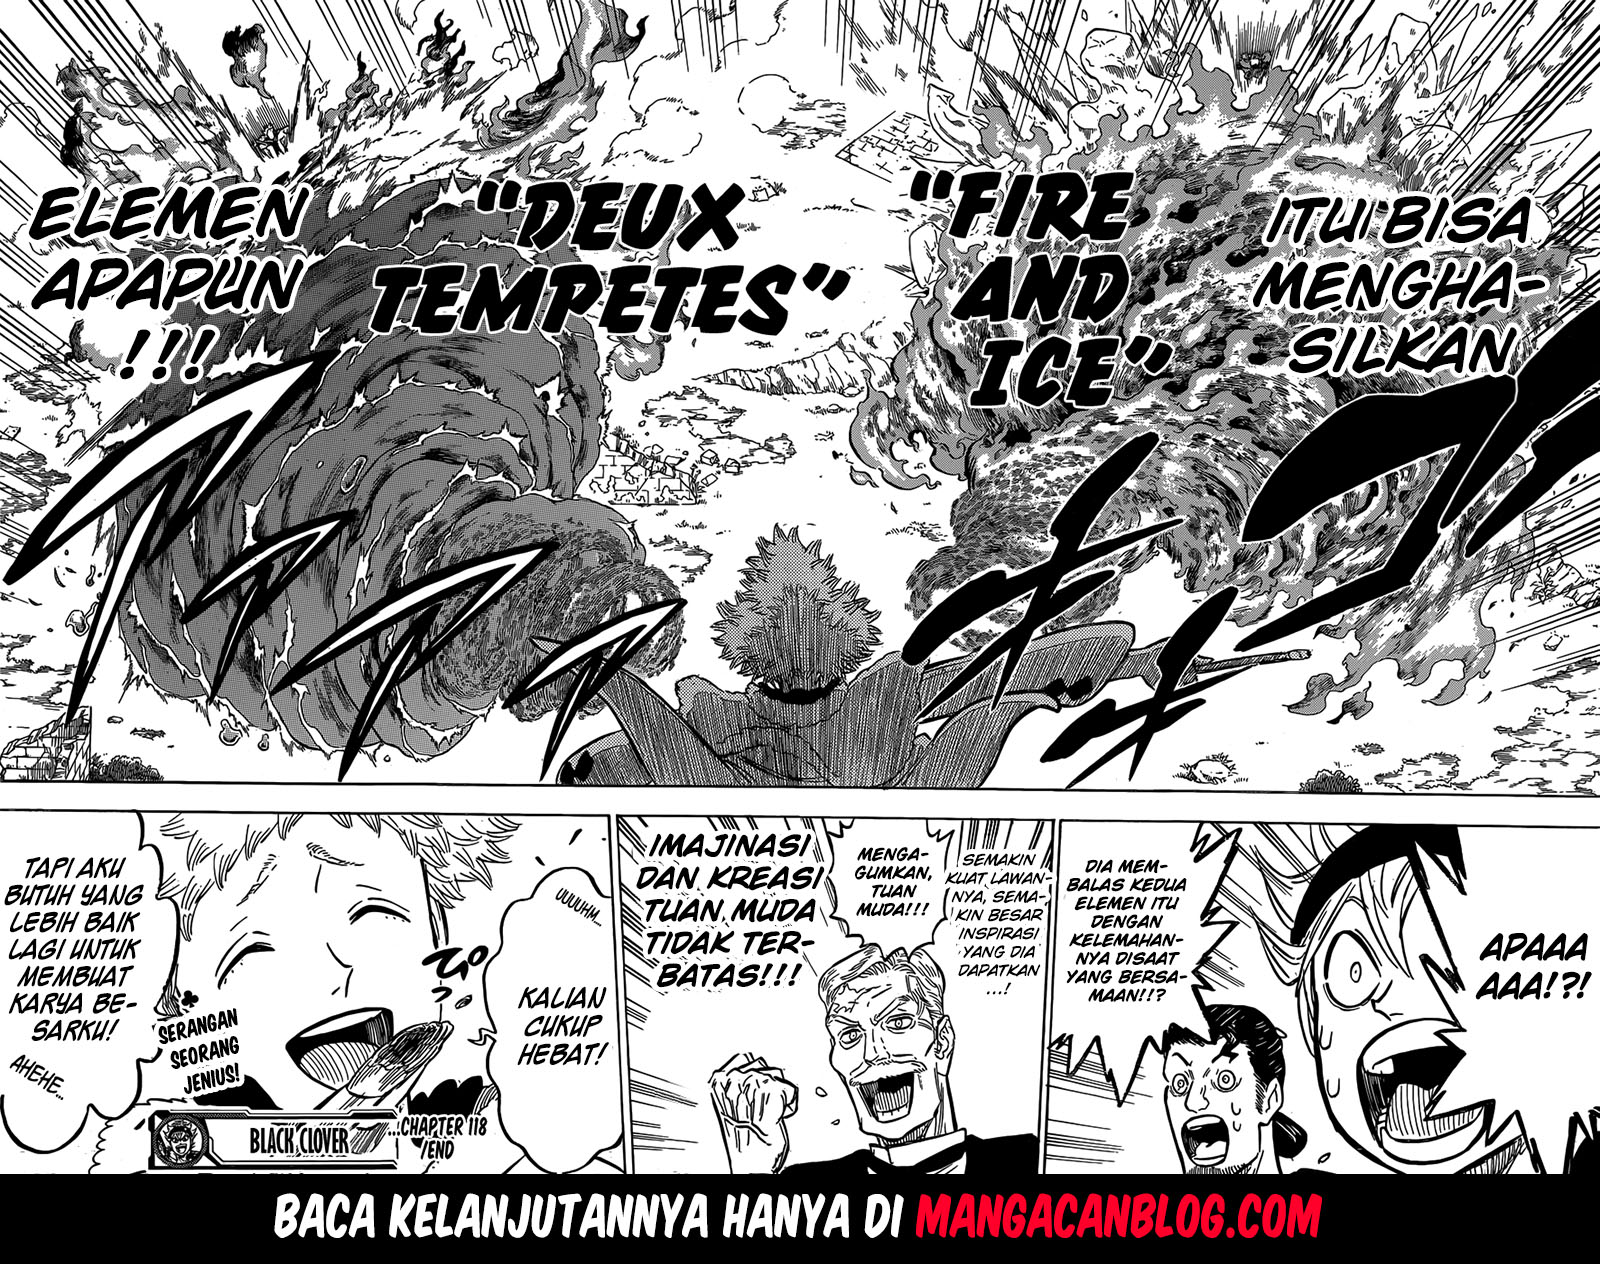 ITU BISA
MENGHA-
SILKAN
"FIRE
AND
ICE"
"DEUX
TEMPETES"
ELEMEN
APAPUN
!!!
APAAA
AAA!?!
DIA MEM-
BALAS KEDUA
ELEMEN ITU
DENGAN
KELEMAHAN-
NYA DISAAT
YANG BERSA-
MAAN!!?
SEMAKIN
KUAT LAWAN-
NYA, SEMA-
KIN BESAR
INSPIRASI
YANG DIA
DAPATKAN
...!
MENGA-
GUMKAN,
TUAN
MUDA!!!
IMAJINASI
DAN KREASI
TUAN MUDA
TIDAK TER-
BATAS!!!
UUUUHM..
KALIAN
CUKUP
HEBAT!
TAPI AKU
BUTUH YANG
LEBIH BAIK
LAGI UNTUK
MEMBUAT
KARYA BE-
SARKU!
AHEHE...
SERANGAN
SEORANG
JENIUS!
BLACK CLOVER
...CHAPTER 118
/END
BACA KELANJUTANNYA HANYA DI MANGACANBLOG.COM